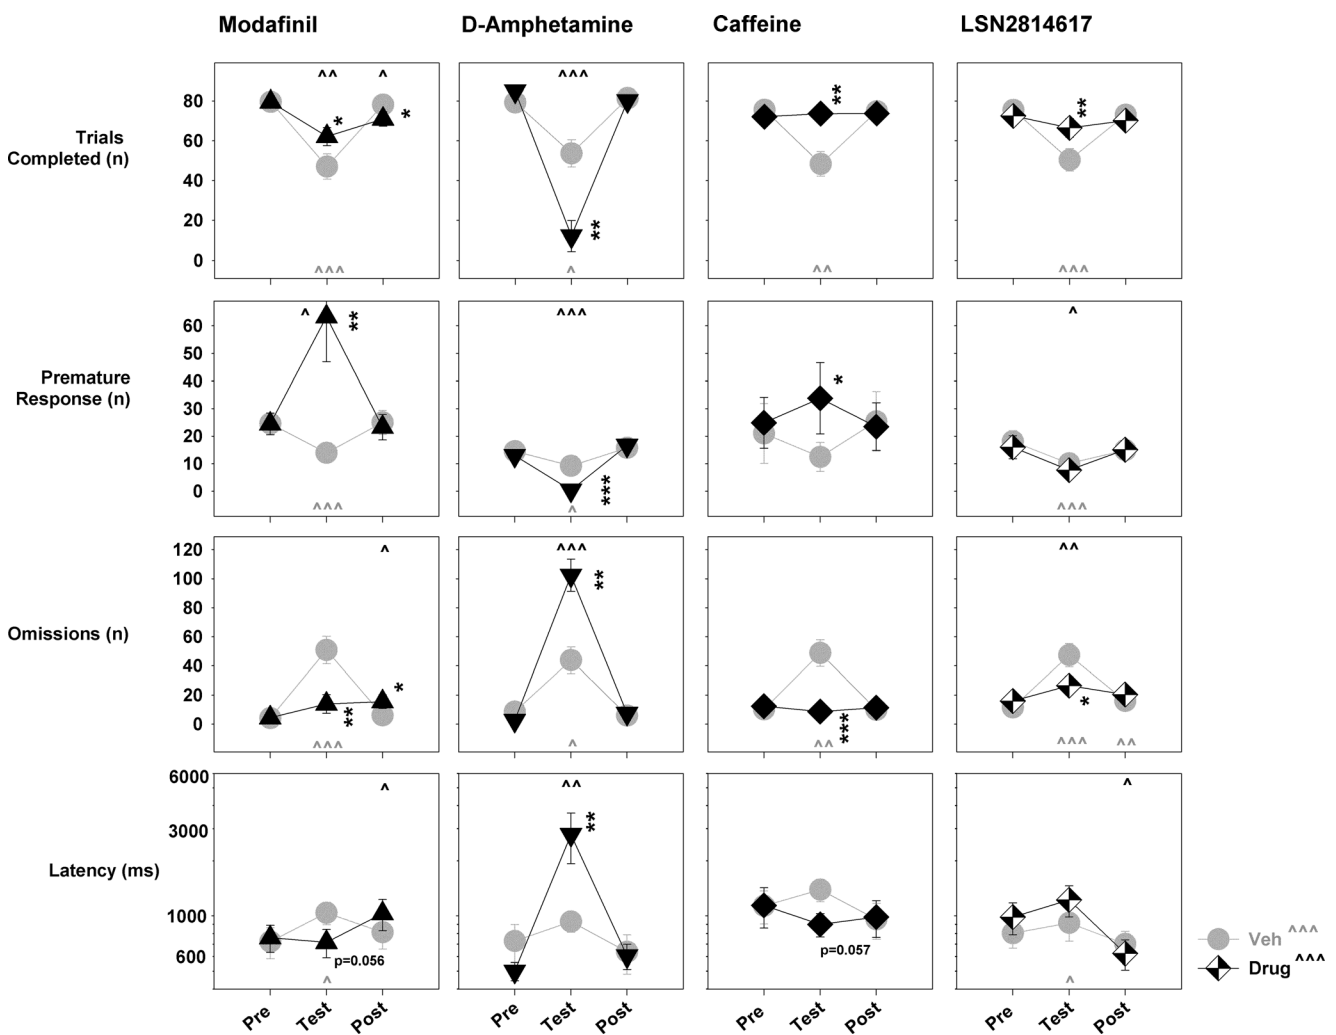 Modafinil D-Amphetamine Caffeine LSN2814617
^^ ^ ^^^
80
** **
* *
Trials
Completed (n)
60
40
**
20
0
^^^ ^ ^^ ^^^
60
^ ** ^^^ ^
50
Premature
Response (n)
40
*
30
20
10
***
0
^^^ ^ ^^^
120
^ ^^^ ^^
100
**
80
Omissions (n)
60
40
*
20
** *** *
0
^^^ ^ ^^ ^^^ ^^
6000
^ ^^ ^
3000
**
Latency (ms)
1000
600
p=0.056 p=0.057
^ ^
Veh ^^^
Drug ^^^
Pre Test Post Pre Test Post Pre Test Post Pre Test Post